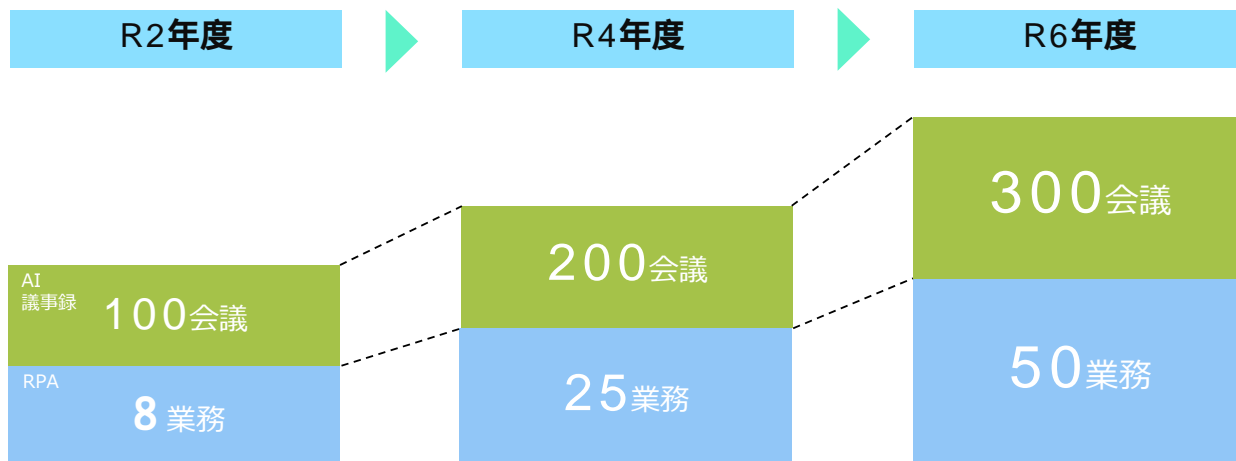 R2年度
R4年度
R6年度
300会議
200会議
AI
議事録
100会議
50業務
25業務
RPA
8業務